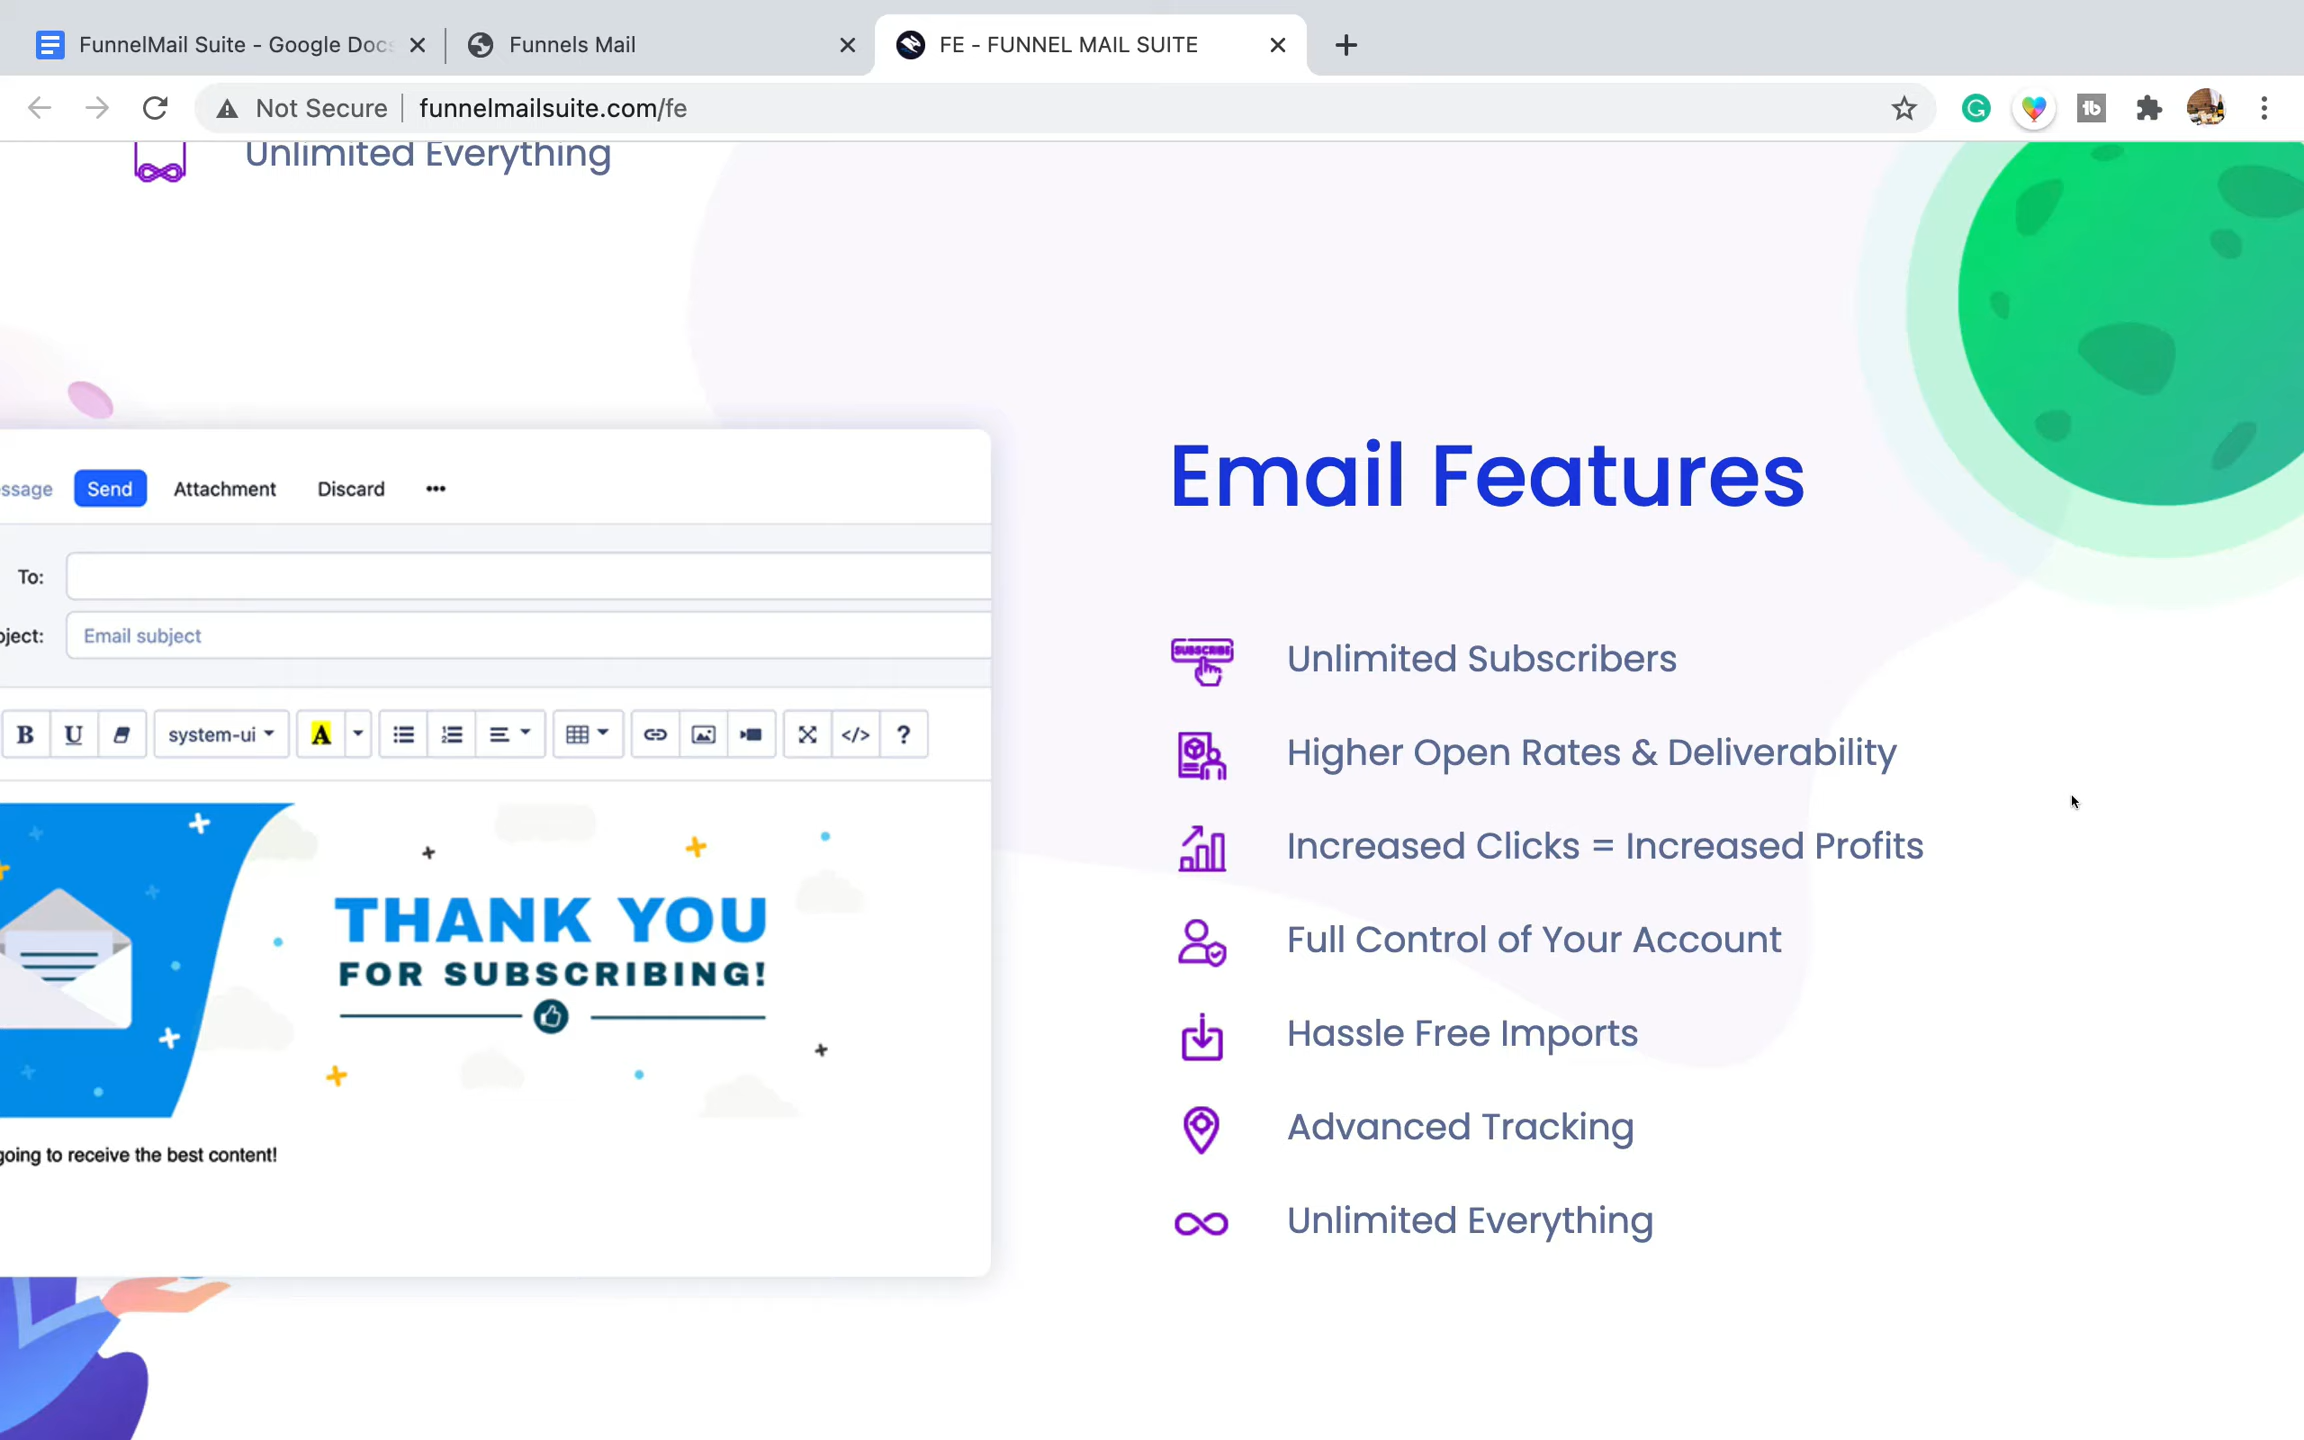 FunnelMail Suite - Google Docs
Funnels Mail
FE - FUNNEL MAIL SUITE
Not Secure
funnelmailsuite.com/fe
Unlimited Everything
Email Features
ssage
Send
Attachment
Discard
•••
To:
ject:
Email subject
B
U
system-ui
A
</>
?
THANK YOU
FOR SUBSCRIBING!
going to receive the best content!
SUBSCRIBE
Unlimited Subscribers
Higher Open Rates & Deliverability
Increased Clicks = Increased Profits
Full Control of Your Account
Hassle Free Imports
Advanced Tracking
Unlimited Everything